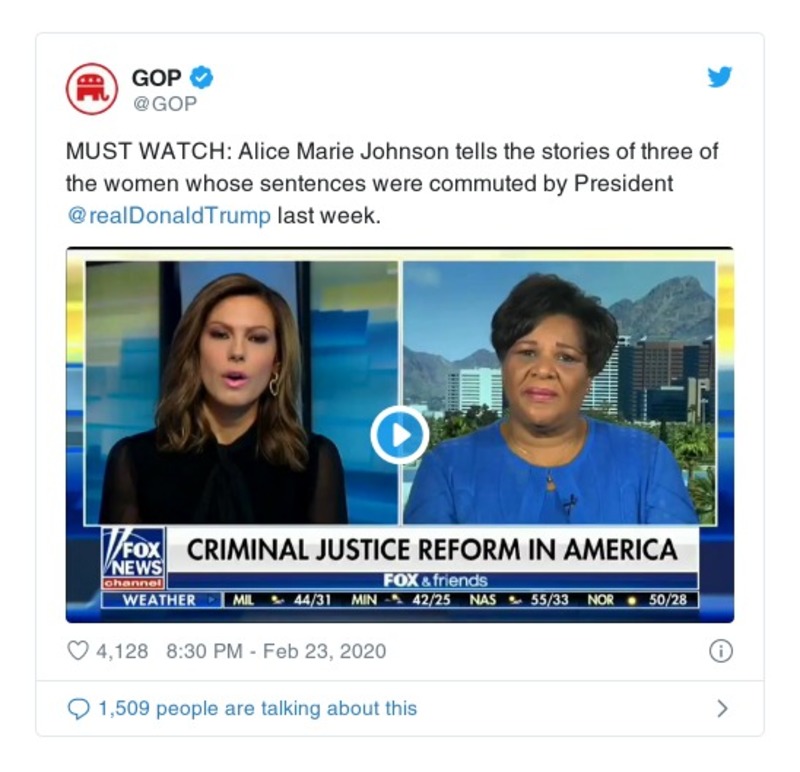 GOP
@GOP
MUST WATCH: Alice Marie Johnson tells the stories of three of
the women whose sentences were commuted by President
@realDonaldTrump last week.
FOX
NEWS
channel
CRIMINAL JUSTICE REFORM IN AMERICA
FOX & friends
WEATHER MIL 44/31 MIN 42/25 NAS 55/33 NOR 50/28
4,128 8:30 PM - Feb 23, 2020
1,509 people are talking about this